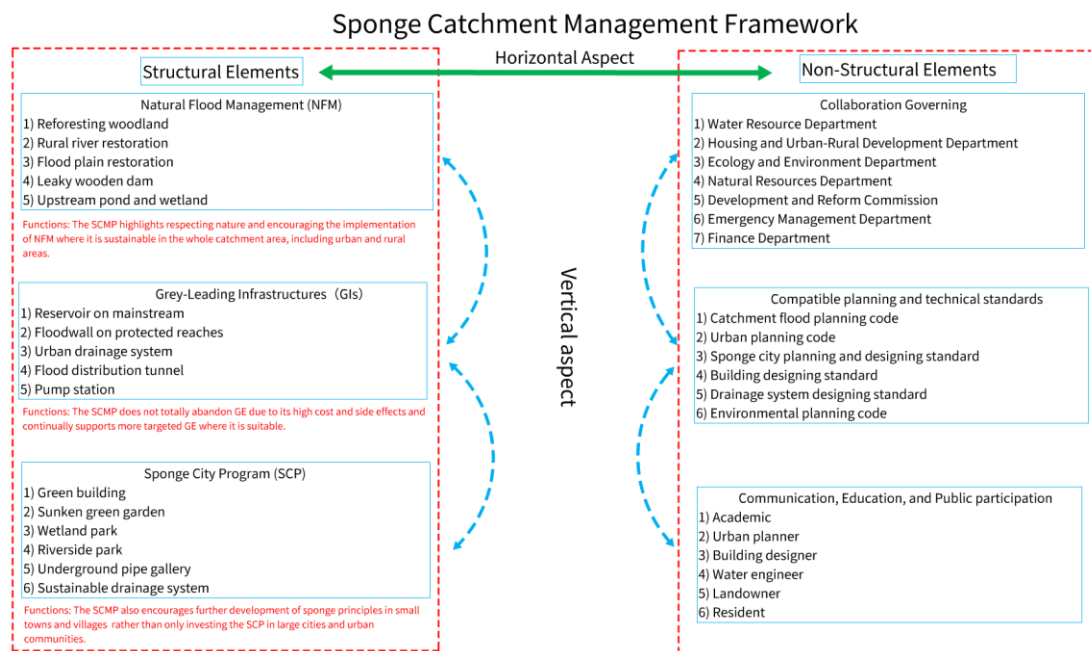 Sponge Catchment Management Framework
Structural Elements
Horizontal Aspect
Non-Structural Elements
Natural Flood Management (NFM)
1) Reforesting woodland
2) Rural river restoration
3) Flood plain restoration
4) Leaky wooden dam
5) Upstream pond and wetland
Functions: The SCMP highlights respecting nature and encouraging the implementation
of NFM where it is sustainable in the whole catchment area, including urban and rural
areas.
Grey-Leading Infrastructures（GIs）
1) Reservoir on mainstream
2) Floodwall on protected reaches
3) Urban drainage system
4) Flood distribution tunnel
5) Pump station
Functions: The SCMP does not totally abandon GE due to its high cost and side effects and
continually supports more targeted GE where it is suitable.
Sponge City Program (SCP)
1) Green building
2) Sunken green garden
3) Wetland park
4) Riverside park
5) Underground pipe gallery
6) Sustainable drainage system
Functions: The SCMP also encourages further development of sponge principles in small
towns and villages rather than only investing the SCP in large cities and urban
communities.
Vertical aspect
Collaboration Governing
1) Water Resource Department
2) Housing and Urban-Rural Development Department
3) Ecology and Environment Department
4) Natural Resources Department
5) Development and Reform Commission
6) Emergency Management Department
7) Finance Department
Compatible planning and technical standards
1) Catchment flood planning code
2) Urban planning code
3) Sponge city planning and designing standard
4) Building designing standard
5) Drainage system designing standard
6) Environmental planning code
Communication, Education, and Public participation
1) Academic
2) Urban planner
3) Building designer
4) Water engineer
5) Landowner
6) Resident